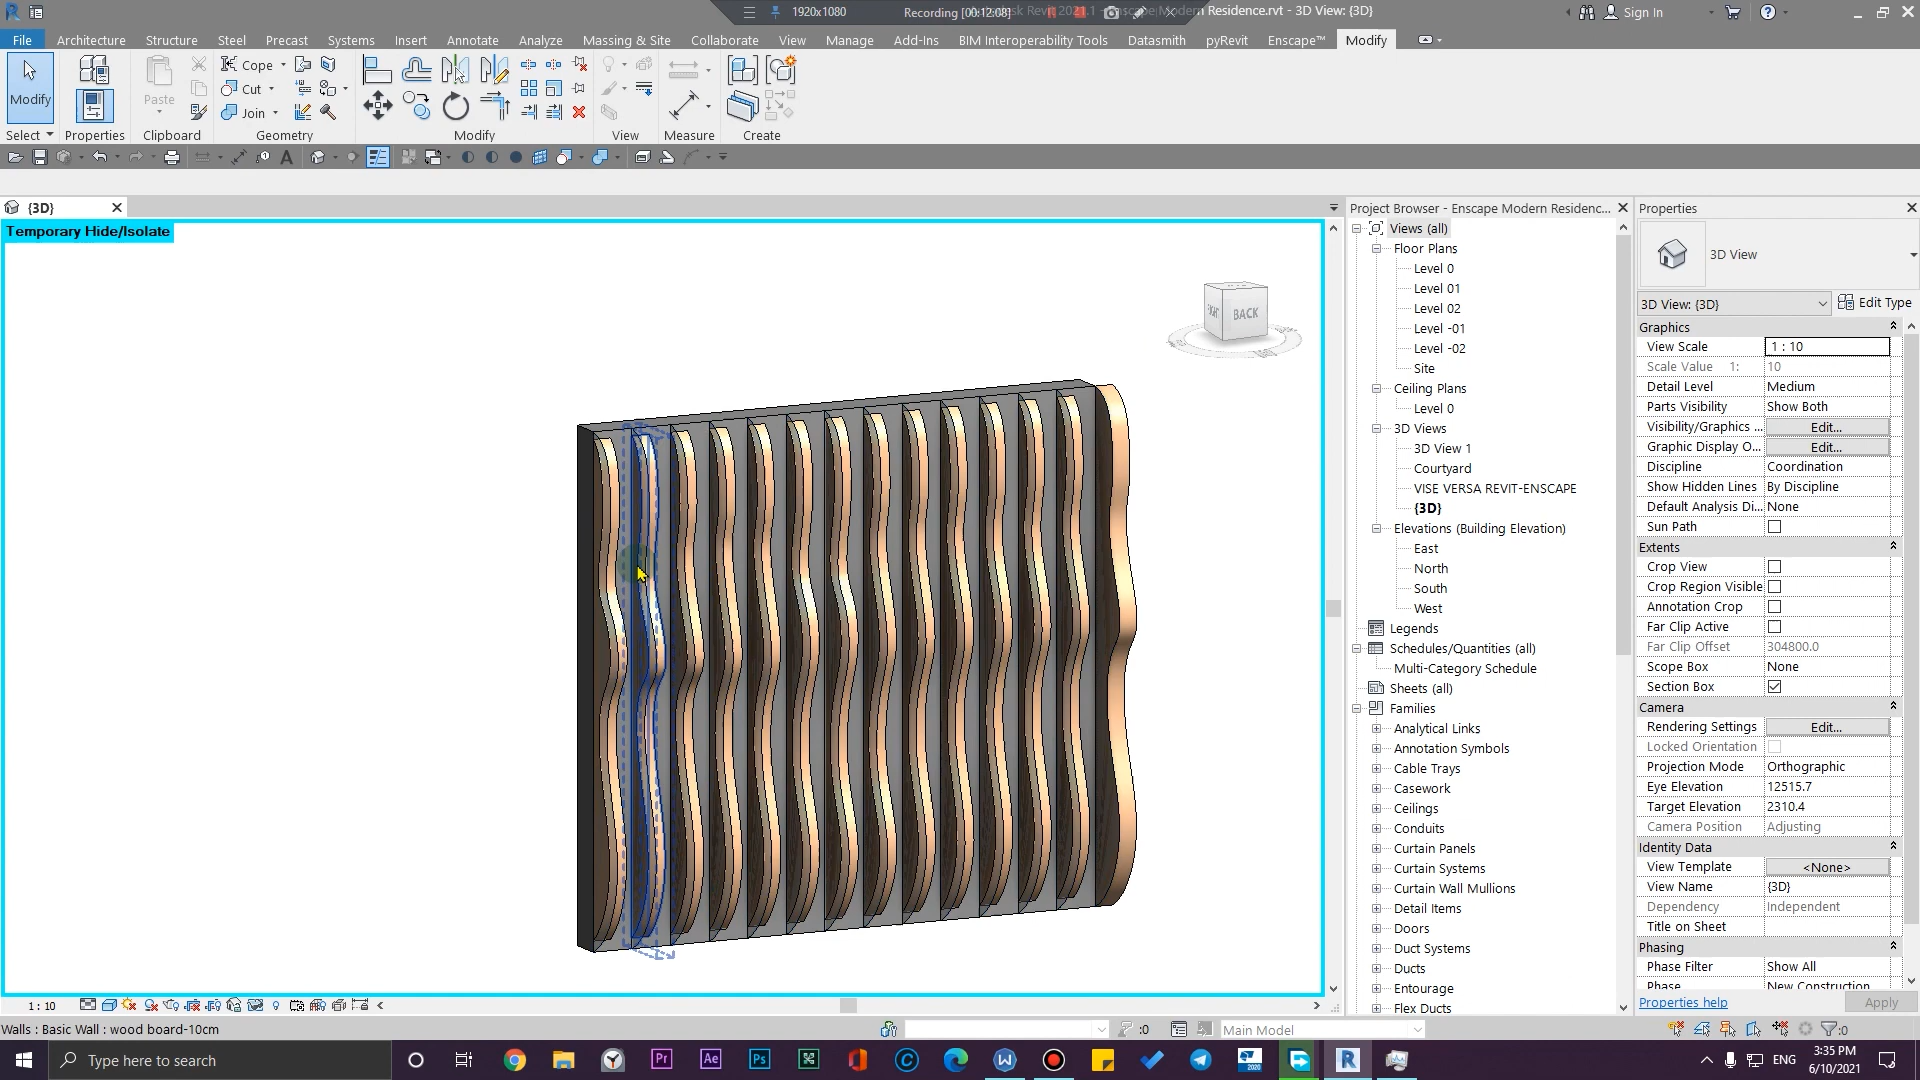 1920x1080
Recording [00:12:08]
Modern Residence.rvt - 3D View: {3D}
Sign In
File
Architecture
Structure
Steel
Precast
Systems
Insert
Annotate
Analyze
Massing & Site
Collaborate
View
Manage
Add-Ins
BIM Interoperability Tools
Datasmith
pyRevit
Enscape™
Modify
Modify
Paste
Cope
Cut
Join
Select
Properties
Clipboard
Geometry
Modify
View
Measure
Create
{3D}
Temporary Hide/Isolate
BACK
RIGHT
Project Browser - Enscape Modern Residenc...
Views (all)
Floor Plans
Level 0
Level 01
Level 02
Level -01
Level -02
Site
Ceiling Plans
Level 0
3D Views
3D View 1
Courtyard
VISE VERSA REVIT-ENSCAPE
{3D}
Elevations (Building Elevation)
East
North
South
West
Legends
Schedules/Quantities (all)
Multi-Category Schedule
Sheets (all)
Families
Analytical Links
Annotation Symbols
Cable Trays
Casework
Ceilings
Conduits
Curtain Panels
Curtain Systems
Curtain Wall Mullions
Detail Items
Doors
Duct Systems
Ducts
Entourage
Flex Ducts
Properties
3D View
3D View: {3D}
Edit Type
Graphics
View Scale 1 : 10
Scale Value 1: 10
Detail Level Medium
Parts Visibility Show Both
Visibility/Graphics ... Edit...
Graphic Display O... Edit...
Discipline Coordination
Show Hidden Lines By Discipline
Default Analysis Di... None
Sun Path
Extents
Crop View
Crop Region Visible
Annotation Crop
Far Clip Active
Far Clip Offset 304800.0
Scope Box None
Section Box
Camera
Rendering Settings Edit...
Locked Orientation
Projection Mode Orthographic
Eye Elevation 12515.7
Target Elevation 2310.4
Camera Position Adjusting
Identity Data
View Template <None>
View Name {3D}
Dependency Independent
Title on Sheet
Phasing
Phase Filter Show All
Phase New Construction
Properties help
Apply
1 : 10
Walls : Basic Wall : wood board-10cm
:0
Main Model
:0
Type here to search
ENG
3:35 PM
6/10/2021